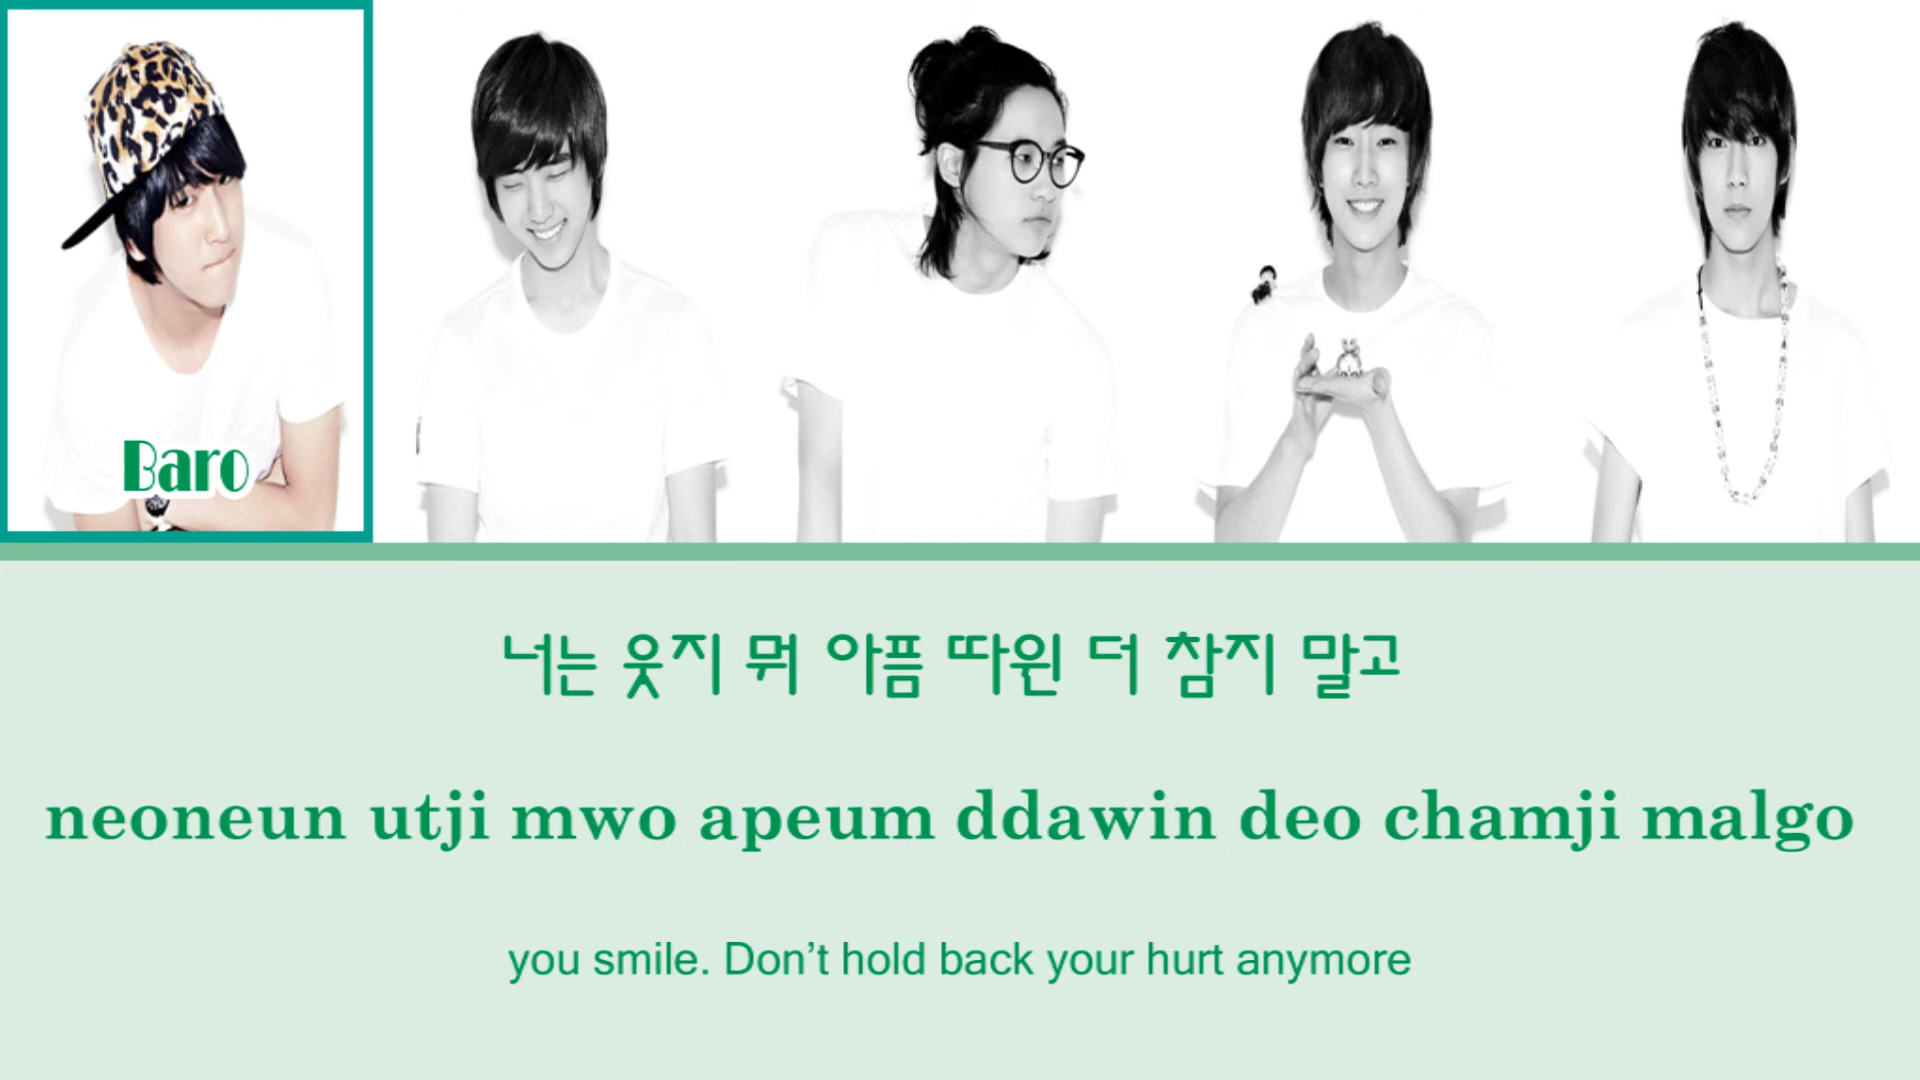 Baro
너는 웃지 뭐 아픔 따윈 더 참지 말고
neoneun utji mwo apeum ddawin deo chamji malgo
you smile. Don’t hold back your hurt anymore